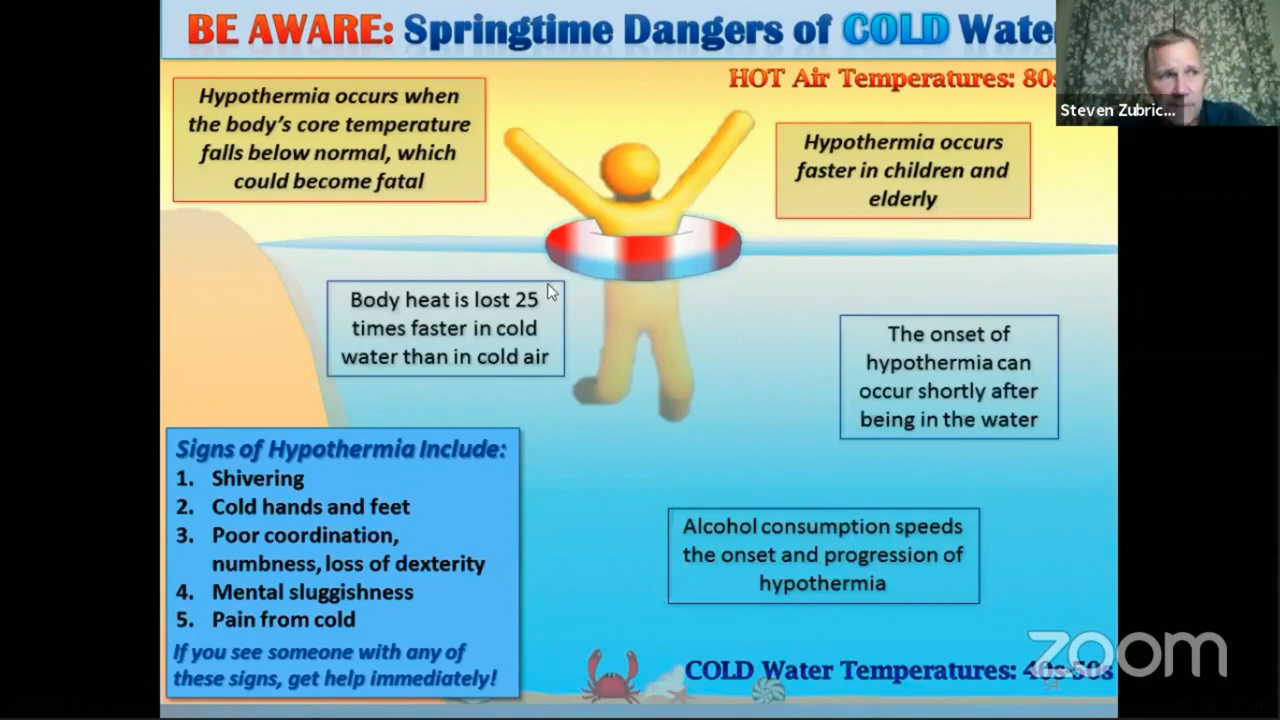 BE AWARE: Springtime Dangers of COLD Wate
HOT Air Temperatures: 80s
Steven Zubric...
Hypothermia occurs when
the body's core temperature
falls below normal, which
could become fatal
Hypothermia occurs
faster in children and
elderly
Body heat is lost 25
times faster in cold
water than in cold air
The onset of
hypothermia can
occur shortly after
being in the water
Signs of Hypothermia Include:
1. Shivering
2. Cold hands and feet
3. Poor coordination,
numbness, loss of dexterity
4. Mental sluggishness
5. Pain from cold
If you see someone with any of
these signs, get help immediately!
Alcohol consumption speeds
the onset and progression of
hypothermia
COLD Water Temperatures: 40s-50s
zoom